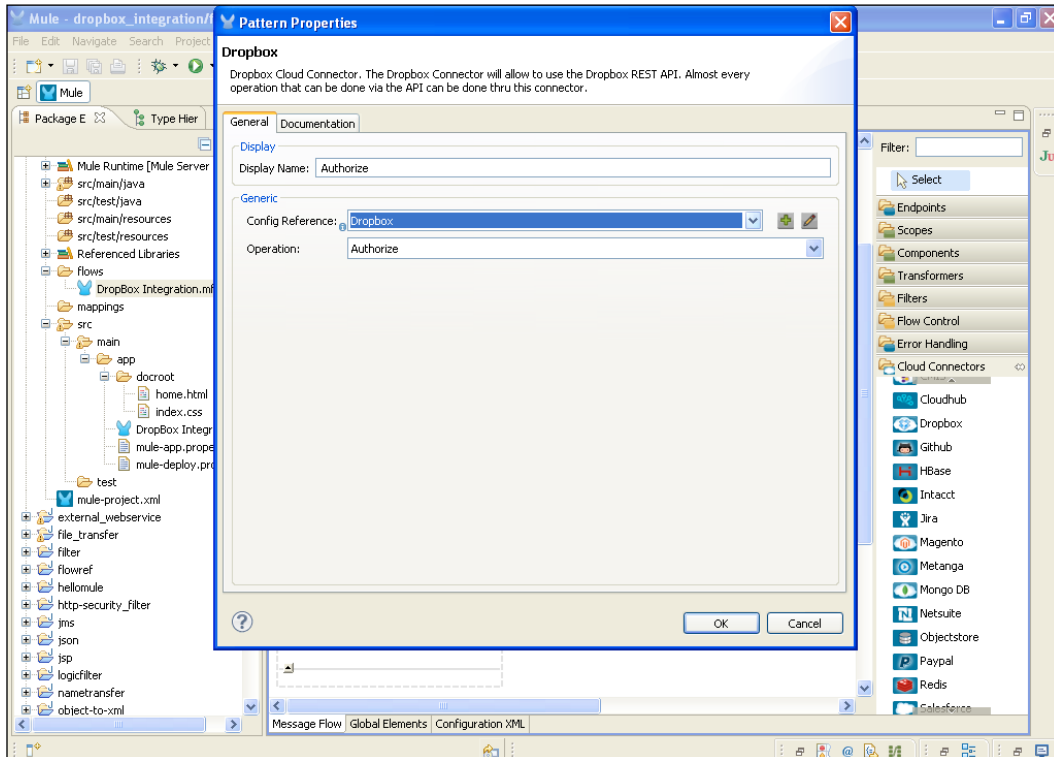 Mule - dropbox_integration/f
Pattern Properties
File Edit Navigate Search Project
Mule
Package E
Type Hier
Mule Runtime [Mule Server
src/main/java
src/test/java
src/main/resources
src/test/resources
Referenced Libraries
flows
DropBox Integration.mf
mappings
src
main
app
docroot
home.html
index.css
DropBox Integr
mule-app.prope
mule-deploy.pro
test
mule-project.xml
external_webservice
file_transfer
filter
flowref
hellomule
http-security_filter
jms
json
jsp
logicfilter
nametransfer
object-to-xml
Dropbox
Dropbox Cloud Connector. The Dropbox Connector will allow to use the Dropbox REST API. Almost every
operation that can be done via the API can be done thru this connector.
General Documentation
Display
Display Name: Authorize
Generic
Config Reference: Dropbox
Operation: Authorize
OK Cancel
Message Flow Global Elements Configuration XML
Filter:
Select
Endpoints
Scopes
Components
Transformers
Filters
Flow Control
Error Handling
Cloud Connectors
Cloudhub
Dropbox
Github
HBase
Intacct
Jira
Magento
Metanga
Mongo DB
Netsuite
Objectstore
Paypal
Redis
Salesforce
Ju